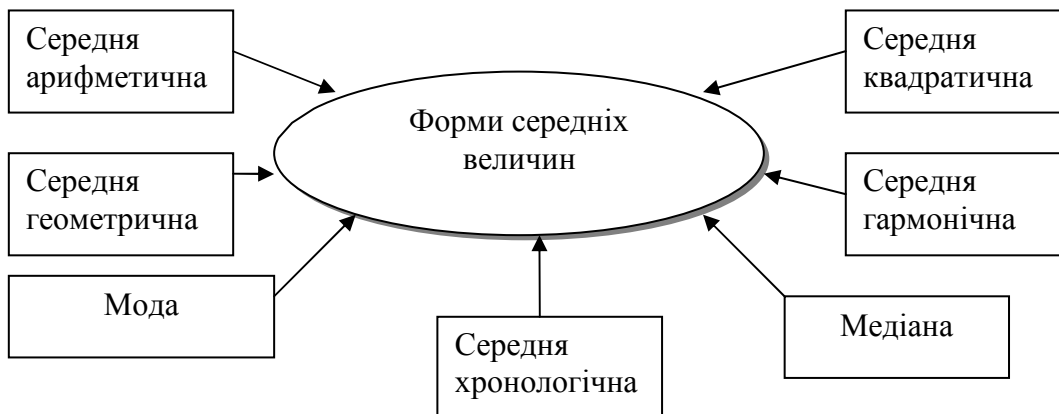 Середня
арифметична
Форми середніх
величин
Середня
квадратична
Середня
геометрична
Середня
гармонічна
Мода
Середня
хронологічна
Медіана